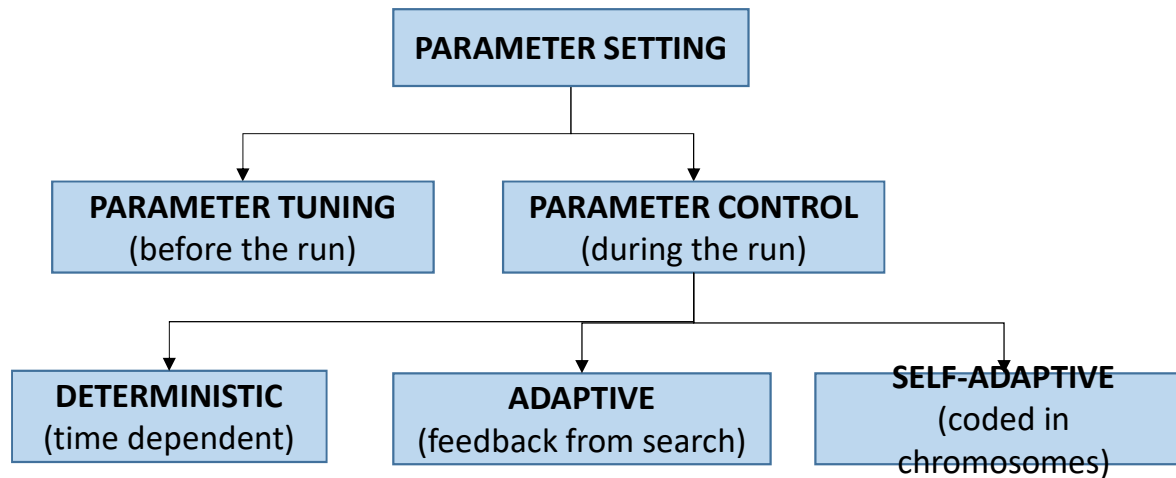 PARAMETER SETTING
PARAMETER TUNING
(before the run)
PARAMETER CONTROL
(during the run)
DETERMINISTIC
(time dependent)
ADAPTIVE
(feedback from search)
SELF-ADAPTIVE
(coded in
chromosomes)